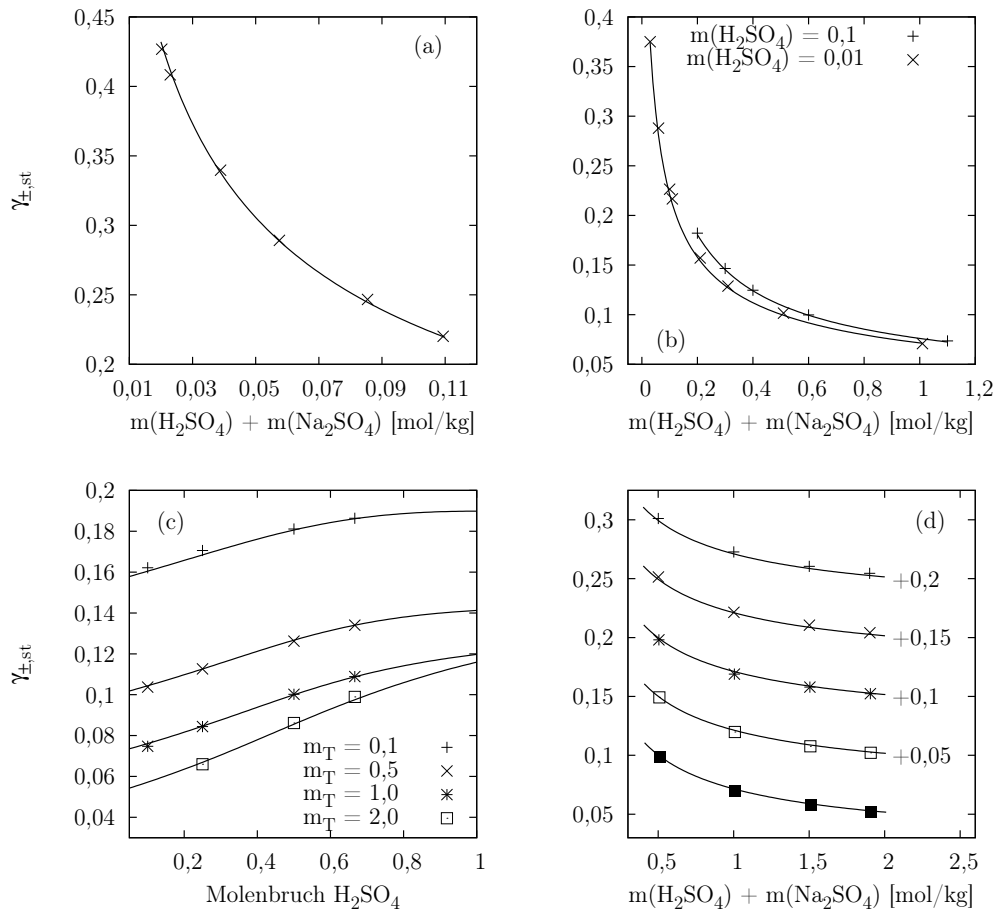 γ±,st
0,45
0,4
0,35
0,3
0,25
0,2
(a)
0,01 0,03 0,05 0,07 0,09 0,11
m(H₂SO₄) + m(Na₂SO₄) [mol/kg]
0,4
0,35
0,3
0,25
0,2
0,15
0,1
0,05
m(H₂SO₄) = 0,1
m(H₂SO₄) = 0,01
(b)
0 0,2 0,4 0,6 0,8 1 1,2
m(H₂SO₄) + m(Na₂SO₄) [mol/kg]
γ±,st
0,2
0,18
0,16
0,14
0,12
0,1
0,08
0,06
0,04
(c)
m_T = 0,1
m_T = 0,5
m_T = 1,0
m_T = 2,0
0,2 0,4 0,6 0,8 1
Molenbruch H₂SO₄
0,3
0,25
0,2
0,15
0,1
0,05
(d)
+0,2
+0,15
+0,1
+0,05
0,5 1 1,5 2 2,5
m(H₂SO₄) + m(Na₂SO₄) [mol/kg]